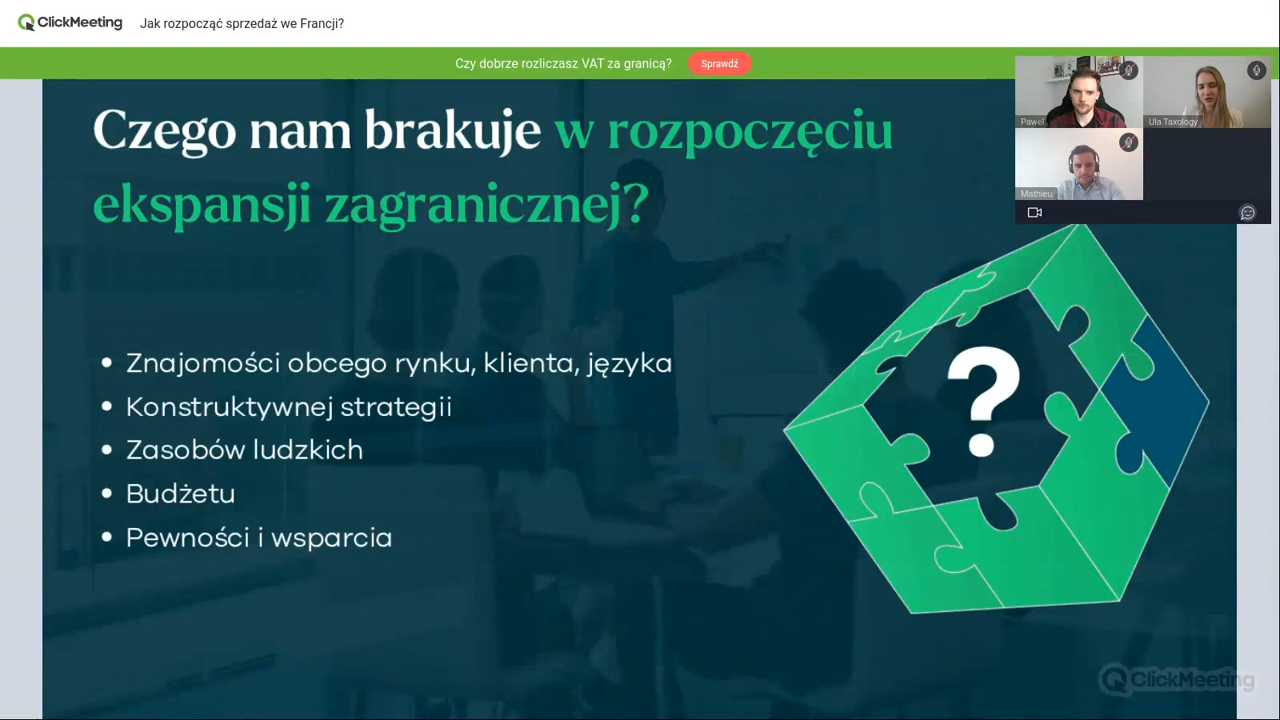 ClickMeeting Jak rozpocząć sprzedaż we Francji?
Czy dobrze rozliczasz VAT za granicą? Sprawdź
Czego nam brakuje w rozpoczęciu
ekspansji zagranicznej?
Paweł
Ula Taxology
Mathieu
• Znajomości obcego rynku, klienta, języka
• Konstruktywnej strategii
• Zasobów ludzkich
• Budżetu
• Pewności i wsparcia
?
ClickMeeting